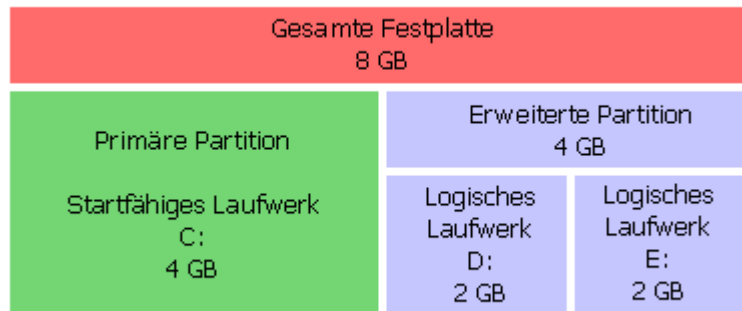 Gesamte Festplatte
8 GB
Primäre Partition
Startfähiges Laufwerk
C:
4 GB
Erweiterte Partition
4 GB
Logisches
Laufwerk
D:
2 GB
Logisches
Laufwerk
E:
2 GB